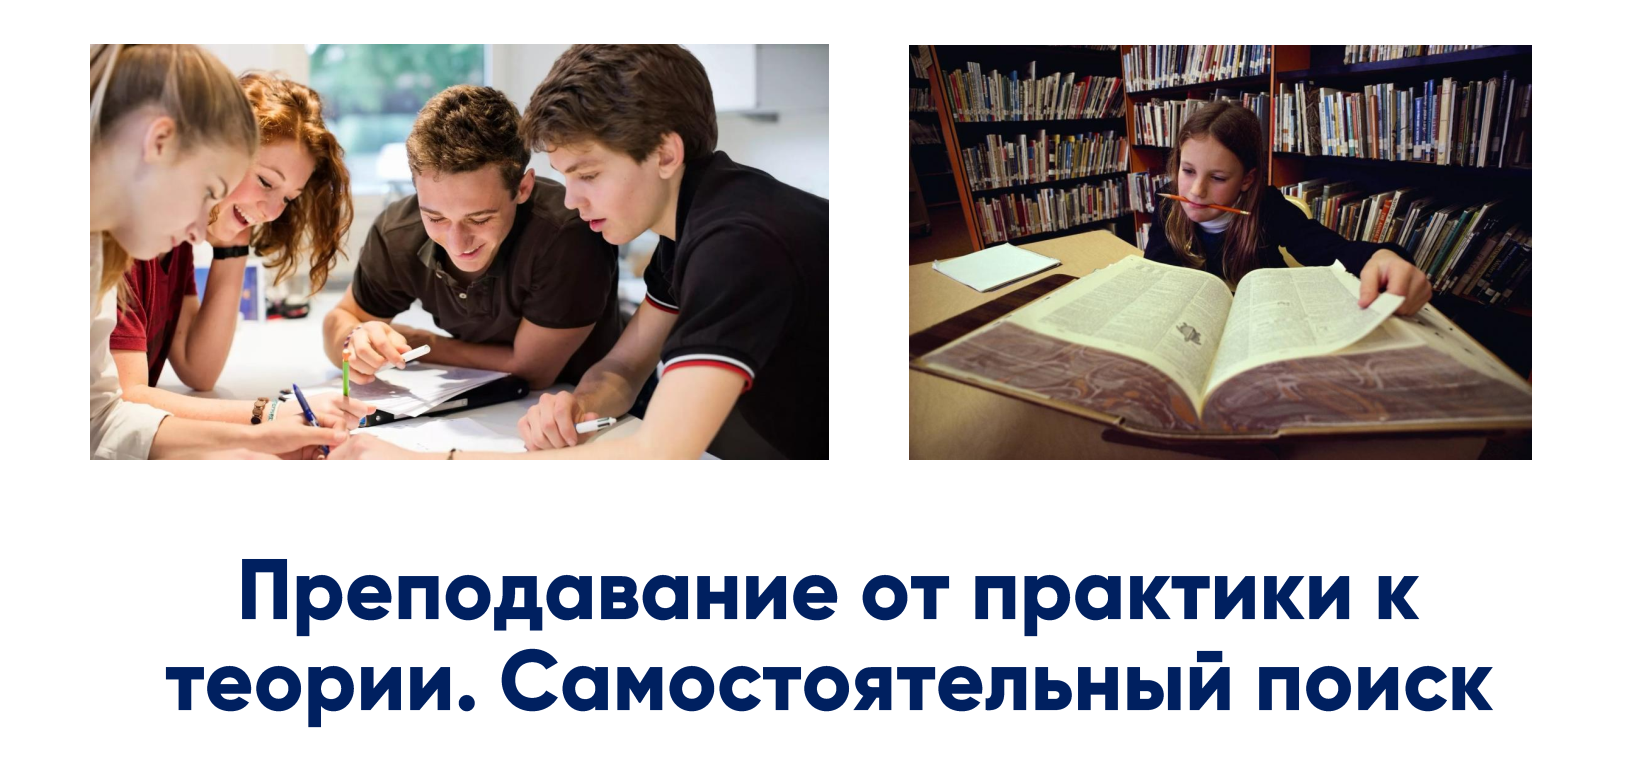 Преподавание от практики к
теории. Самостоятельный поиск